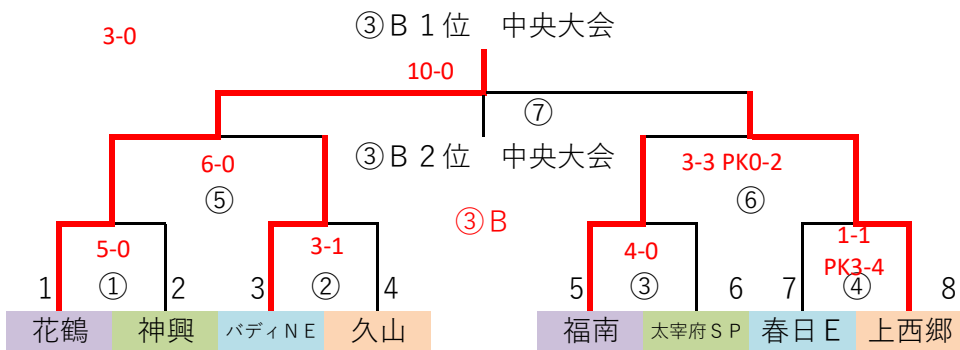 ③Ｂ１位　中央大会
3-0
10-0
⑦
③Ｂ２位　中央大会
6-0
3-3 PK0-2
⑤
⑥
③Ｂ
5-0
3-1
4-0
1-1
PK3-4
1 ① 2 3 ② 4 5 ③ 6 7 ④ 8
花鶴 神興 バディＮＥ 久山 福南 太宰府ＳＰ 春日Ｅ 上西郷